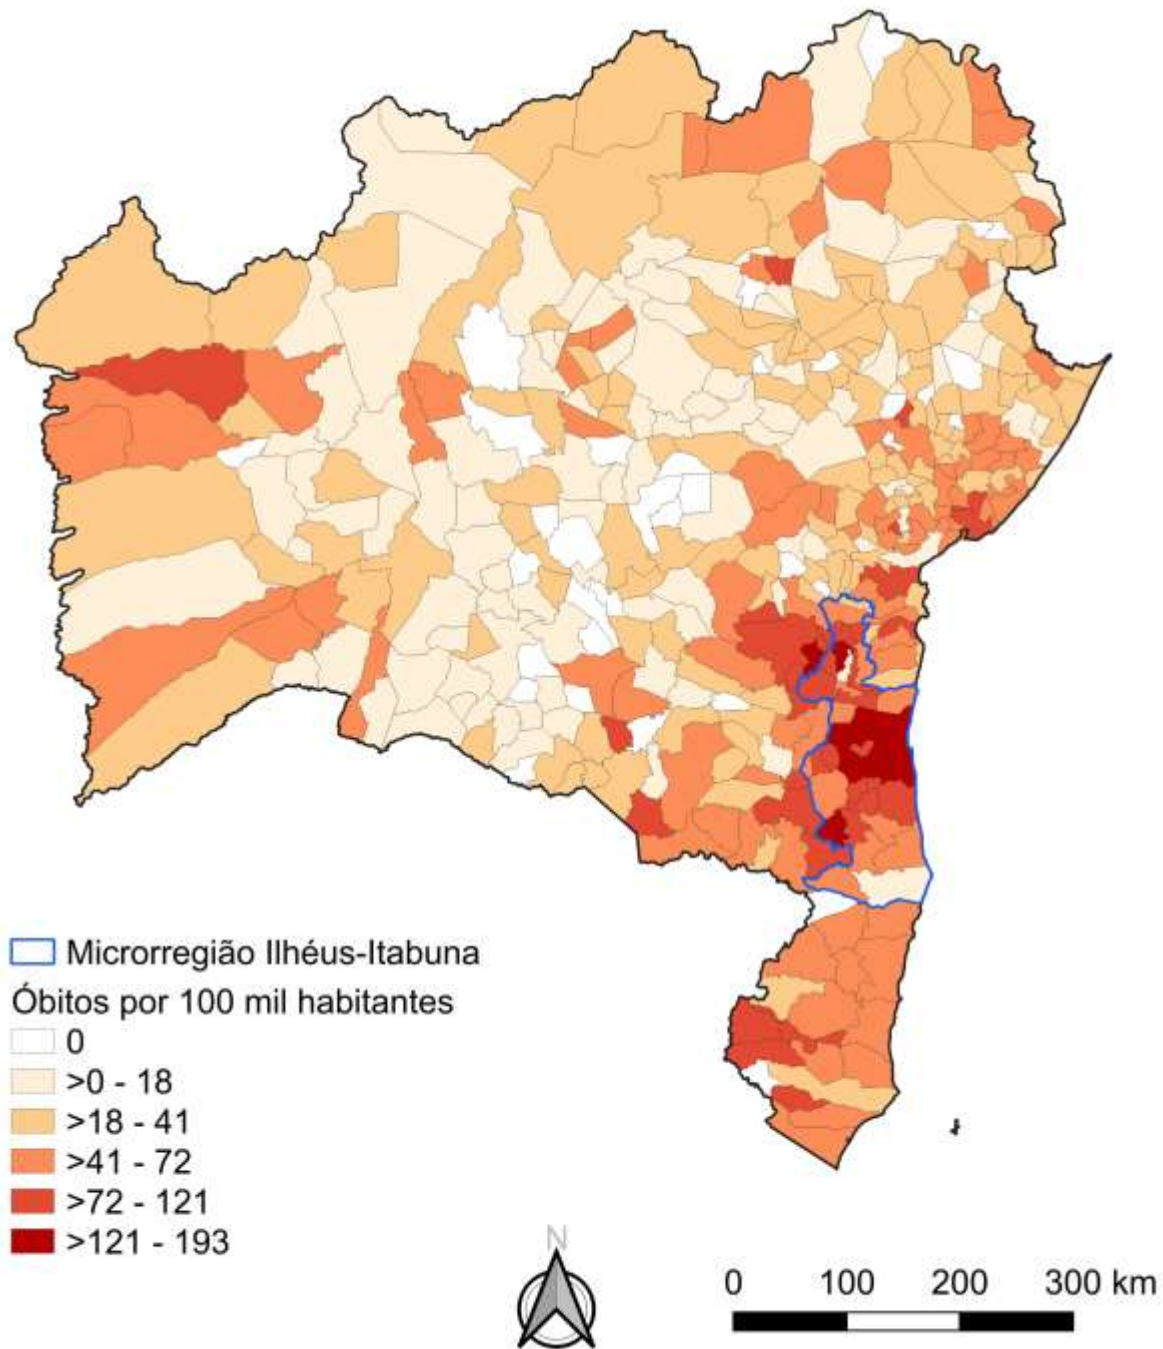 Microrregião Ilhéus-Itabuna
Óbitos por 100 mil habitantes
0
>0 - 18
>18 - 41
>41 - 72
>72 - 121
>121 - 193
N
0 100 200 300 km